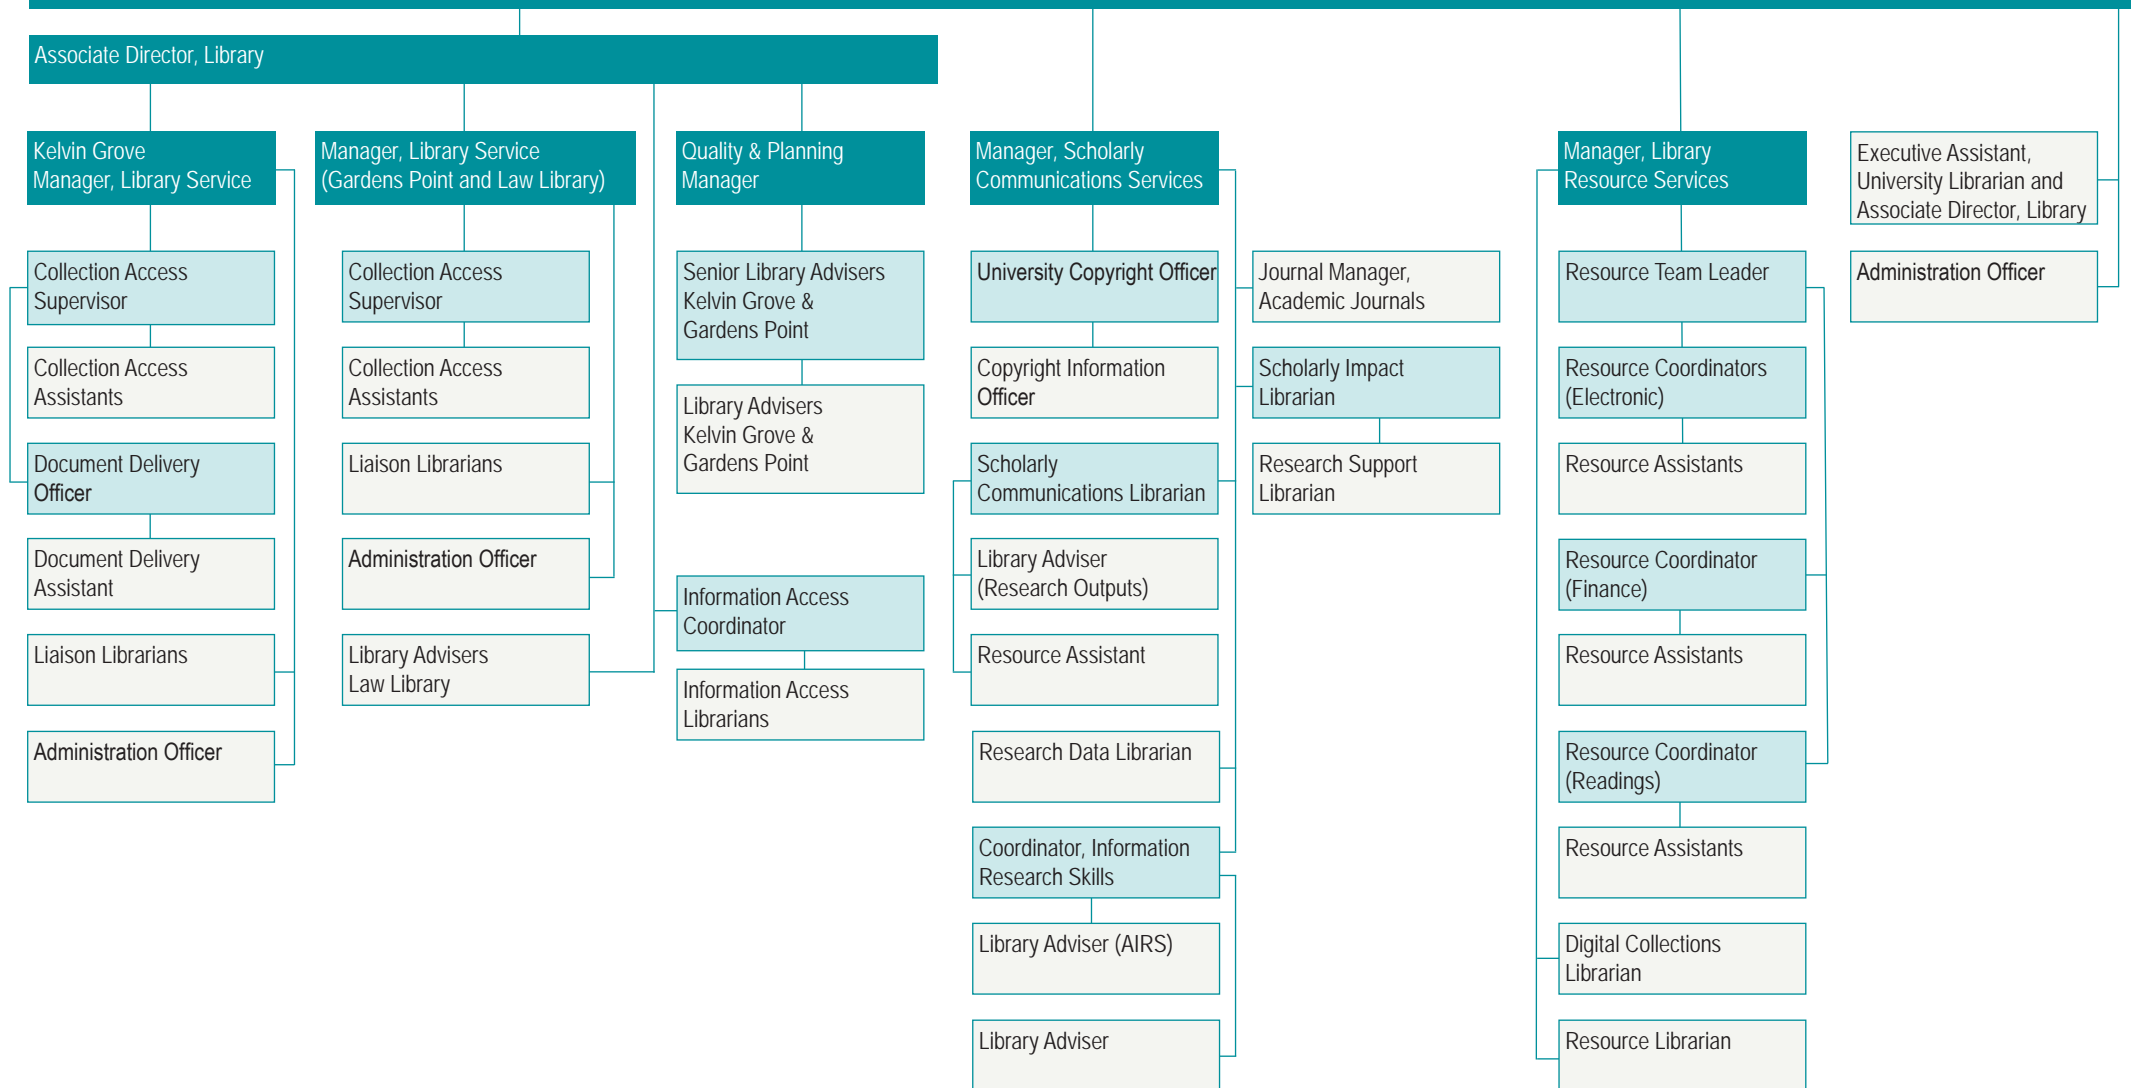 Associate Director, Library
Kelvin Grove
Manager, Library Service
Collection Access
Supervisor
Collection Access
Assistants
Document Delivery
Officer
Document Delivery
Assistant
Liaison Librarians
Administration Officer
Manager, Library Service
(Gardens Point and Law Library)
Collection Access
Supervisor
Collection Access
Assistants
Liaison Librarians
Administration Officer
Library Advisers
Law Library
Quality & Planning
Manager
Senior Library Advisers
Kelvin Grove &
Gardens Point
Library Advisers
Kelvin Grove &
Gardens Point
Information Access
Coordinator
Information Access
Librarians
Manager, Scholarly
Communications Services
University Copyright Officer
Copyright Information
Officer
Scholarly
Communications Librarian
Library Adviser
(Research Outputs)
Resource Assistant
Research Data Librarian
Coordinator, Information
Research Skills
Library Adviser (AIRS)
Library Adviser
Journal Manager,
Academic Journals
Scholarly Impact
Librarian
Research Support
Librarian
Manager, Library
Resource Services
Resource Team Leader
Resource Coordinators
(Electronic)
Resource Assistants
Resource Coordinator
(Finance)
Resource Assistants
Resource Coordinator
(Readings)
Resource Assistants
Digital Collections
Librarian
Resource Librarian
Executive Assistant,
University Librarian and
Associate Director, Library
Administration Officer